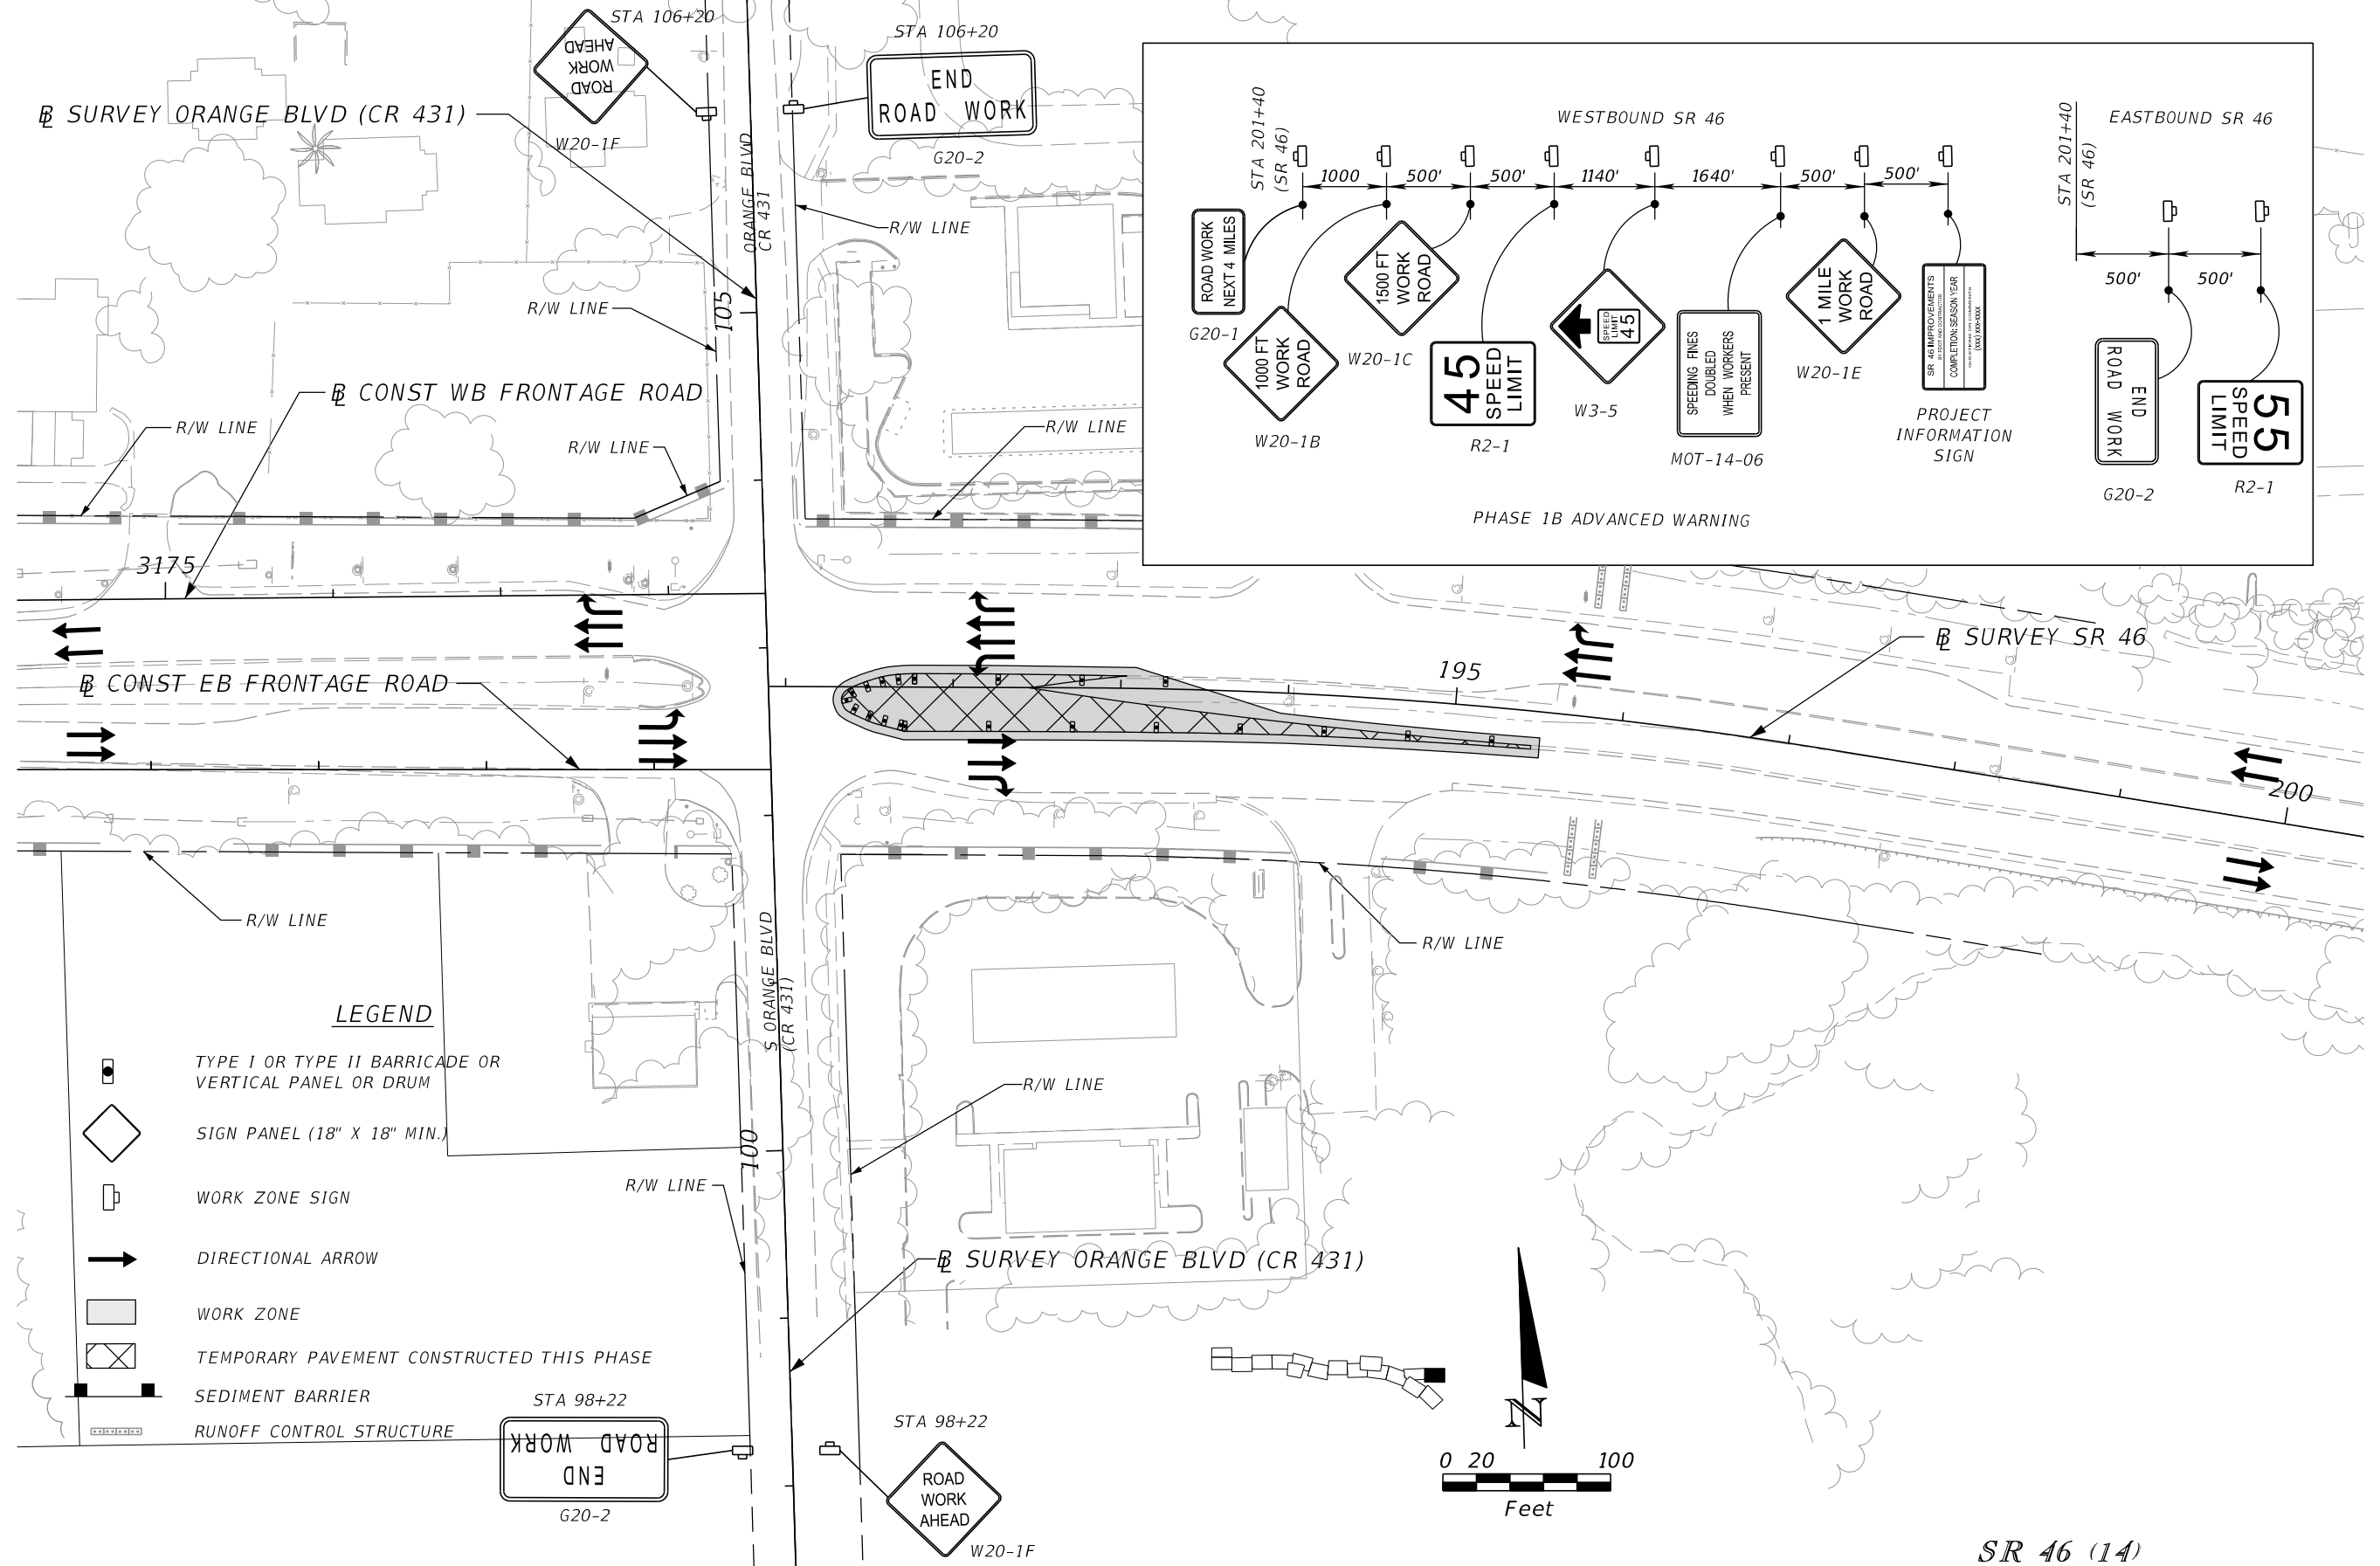 STA 106+20
ROAD
WORK
AHEAD
W20-1F
STA 106+20
END
ROAD WORK
G20-2
℄ SURVEY ORANGE BLVD (CR 431)
ORANGE BLVD
CR 431
R/W LINE
R/W LINE
105
℄ CONST WB FRONTAGE ROAD
R/W LINE
R/W LINE
R/W LINE
3175
STA 201+40
(SR 46)
WESTBOUND SR 46
1000
500'
500'
1140'
1640'
500'
500'
ROAD WORK
NEXT 4 MILES
G20-1
ROAD
WORK
1000 FT
W20-1B
ROAD
WORK
1500 FT
W20-1C
SPEED
LIMIT
45
R2-1
SPEED
LIMIT
45
W3-5
SPEEDING FINES
DOUBLED
WHEN WORKERS
PRESENT
MOT-14-06
ROAD
WORK
1 MILE
W20-1E
SR 46 IMPROVEMENTS
BY FDOT AND CONTRACTOR
COMPLETION: SEASON YEAR
(XXX) XXX-XXXX
PROJECT
INFORMATION
SIGN
STA 201+40
(SR 46)
EASTBOUND SR 46
500'
500'
END
ROAD WORK
G20-2
SPEED
LIMIT
55
R2-1
PHASE 1B ADVANCED WARNING
℄ CONST EB FRONTAGE ROAD
195
℄ SURVEY SR 46
200
R/W LINE
R/W LINE
S ORANGE BLVD
(CR 431)
R/W LINE
100
R/W LINE
℄ SURVEY ORANGE BLVD (CR 431)
LEGEND
TYPE I OR TYPE II BARRICADE OR
VERTICAL PANEL OR DRUM
SIGN PANEL (18" X 18" MIN.)
WORK ZONE SIGN
DIRECTIONAL ARROW
WORK ZONE
TEMPORARY PAVEMENT CONSTRUCTED THIS PHASE
SEDIMENT BARRIER
RUNOFF CONTROL STRUCTURE
STA 98+22
END
ROAD WORK
G20-2
STA 98+22
ROAD
WORK
AHEAD
W20-1F
N
0 20 100
Feet
SR 46 (14)